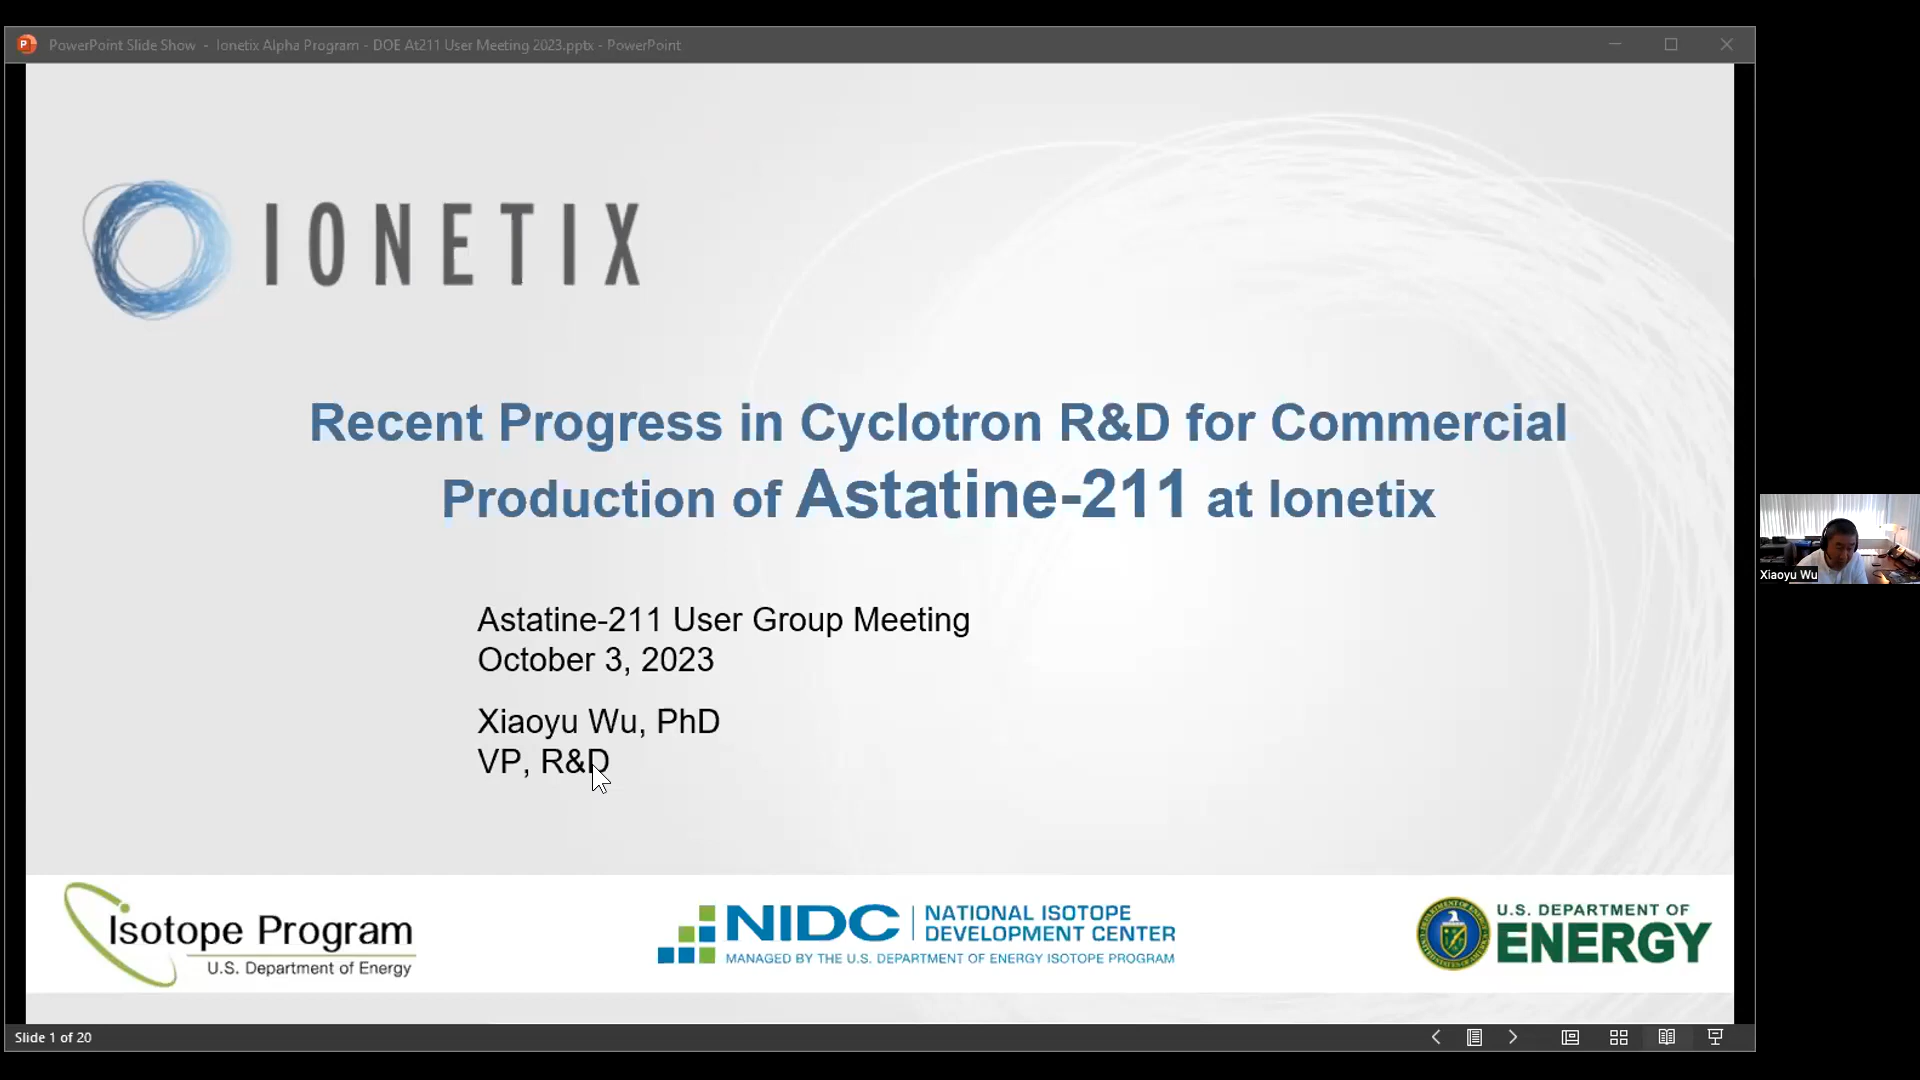 PowerPoint Slide Show - Ionetix Alpha Program - DOE At211 User Meeting 2023.pptx - PowerPoint
IONETIX
Recent Progress in Cyclotron R&D for Commercial
Production of Astatine-211 at Ionetix
Astatine-211 User Group Meeting
October 3, 2023
Xiaoyu Wu, PhD
VP, R&D
Xiaoyu Wu
Isotope Program
U.S. Department of Energy
NIDC
NATIONAL ISOTOPE
DEVELOPMENT CENTER
MANAGED BY THE U.S. DEPARTMENT OF ENERGY ISOTOPE PROGRAM
U.S. DEPARTMENT OF
ENERGY
Slide 1 of 20